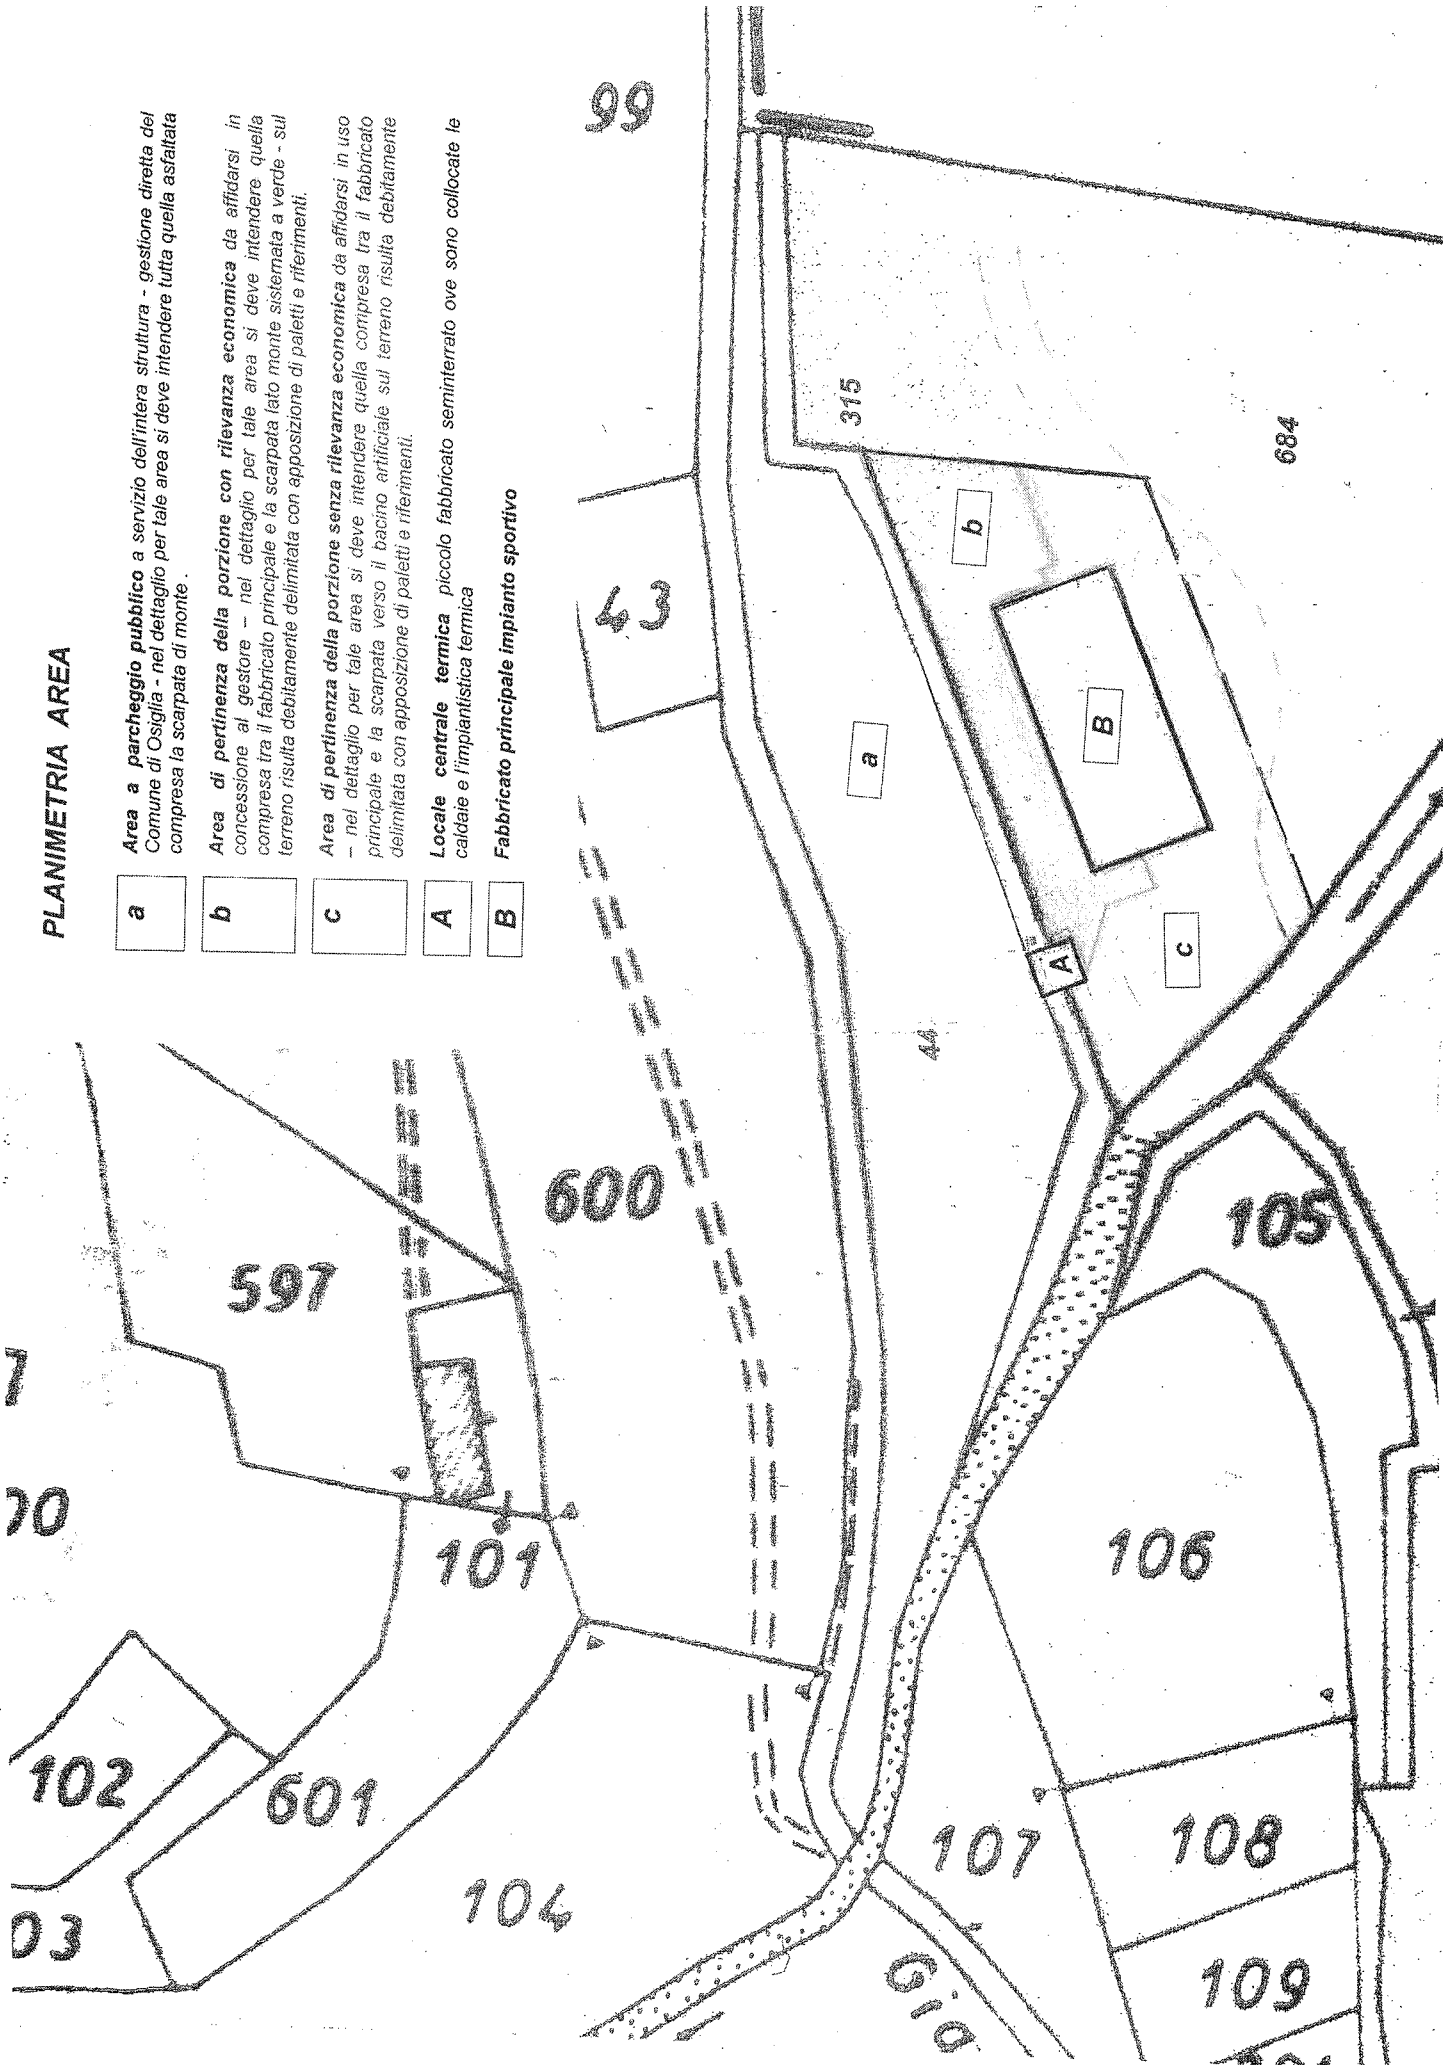 PLANIMETRIA AREA
a
Area a parcheggio pubblico a servizio dell'intera struttura - gestione diretta del
Comune di Osiglia - nel dettaglio per tale area si deve intendere tutta quella asfaltata
compresa la scarpata di monte .
b
Area di pertinenza della porzione con rilevanza economica da affidarsi in
concessione al gestore – nel dettaglio per tale area si deve intendere quella
compresa tra il fabbricato principale e la scarpata lato monte sistemata a verde - sul
terreno risulta debitamente delimitata con apposizione di paletti e riferimenti.
c
Area di pertinenza della porzione senza rilevanza economica da affidarsi in uso
– nel dettaglio per tale area si deve intendere quella compresa tra il fabbricato
principale e la scarpata verso il bacino artificiale sul terreno risulta debitamente
delimitata con apposizione di paletti e riferimenti.
A
Locale centrale termica piccolo fabbricato seminterrato ove sono collocate le
caldaie e l'impiantistica termica
B
Fabbricato principale impianto sportivo
99
43
315
684
a
b
B
c
A
44
597
600
101
102
601
03
104
105
106
107
108
109
Gia